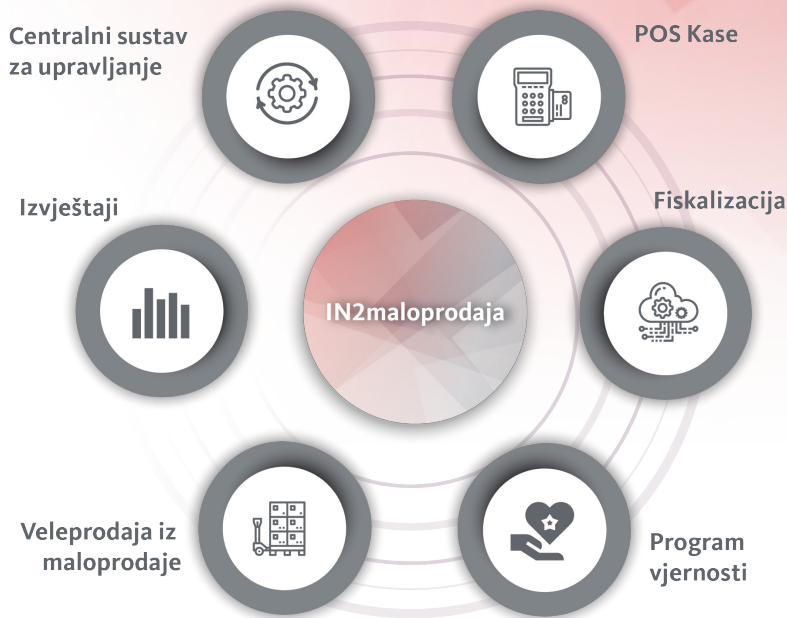 Centralni sustav
za upravljanje
POS Kase
Izvještaji
Fiskalizacija
IN2maloprodaja
Veleprodaja iz
maloprodaje
Program
vjernosti